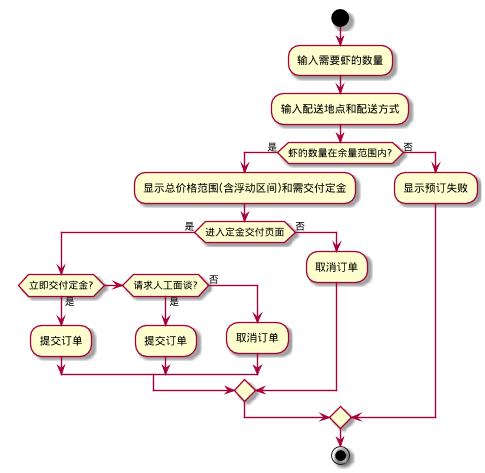 输入需要虾的数量
输入配送地点和配送方式
是
虾的数量在余量范围内?
否
显示总价格范围(含浮动区间)和需交付定金
显示预订失败
是
进入定金交付页面
否
取消订单
立即交付定金?
是
请求人工面谈?
是
否
提交订单
提交订单
取消订单